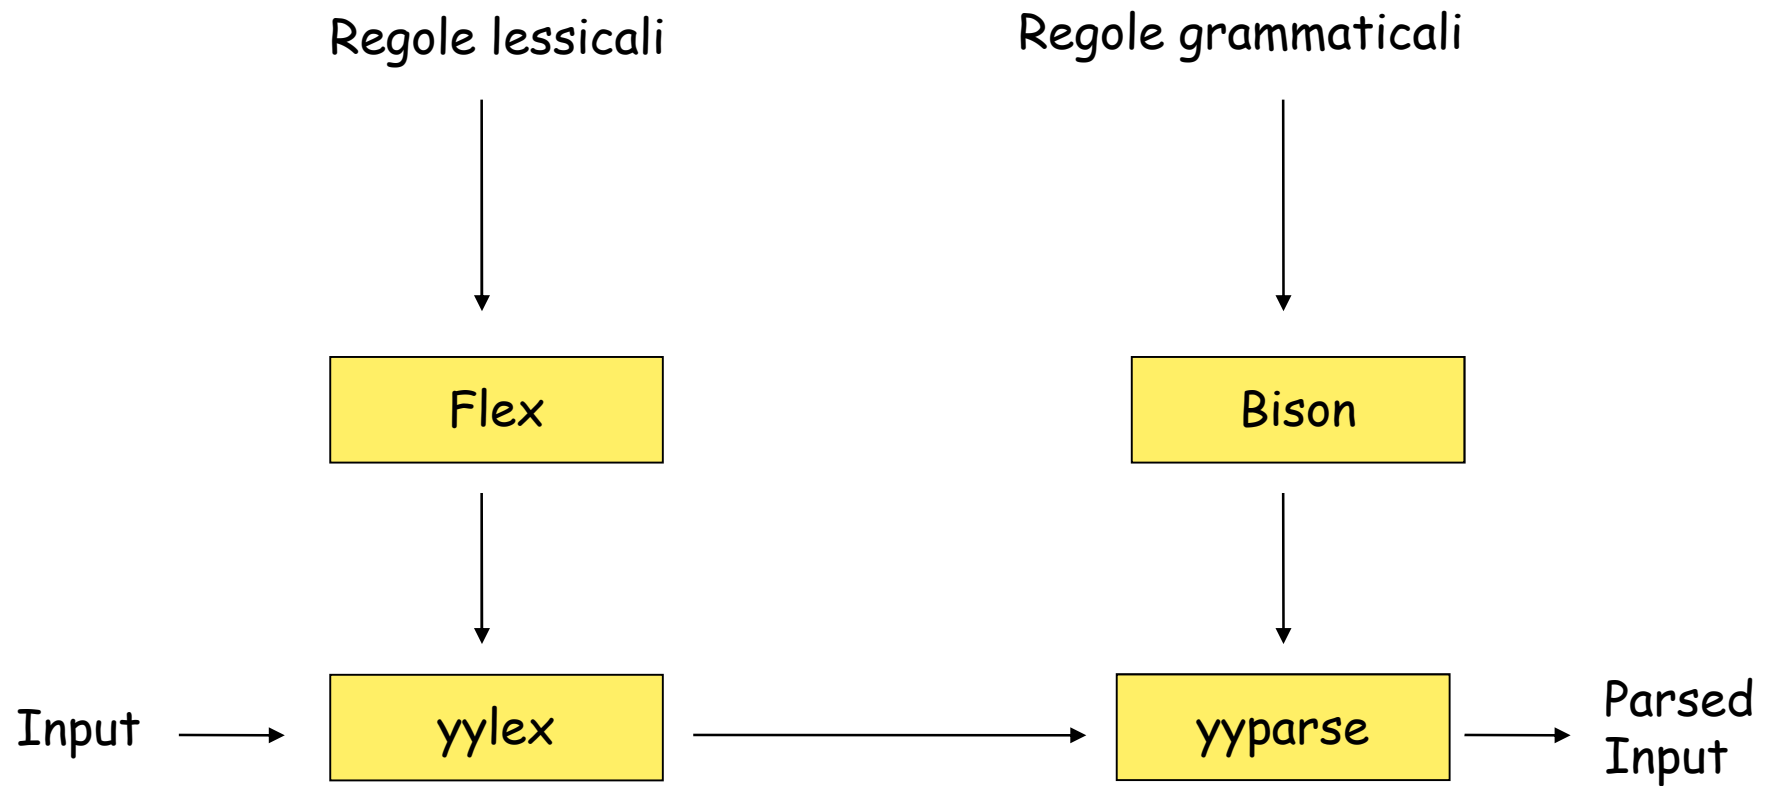 Regole lessicali
Regole grammaticali
Flex
Bison
Input
yylex
yyparse
Parsed
Input